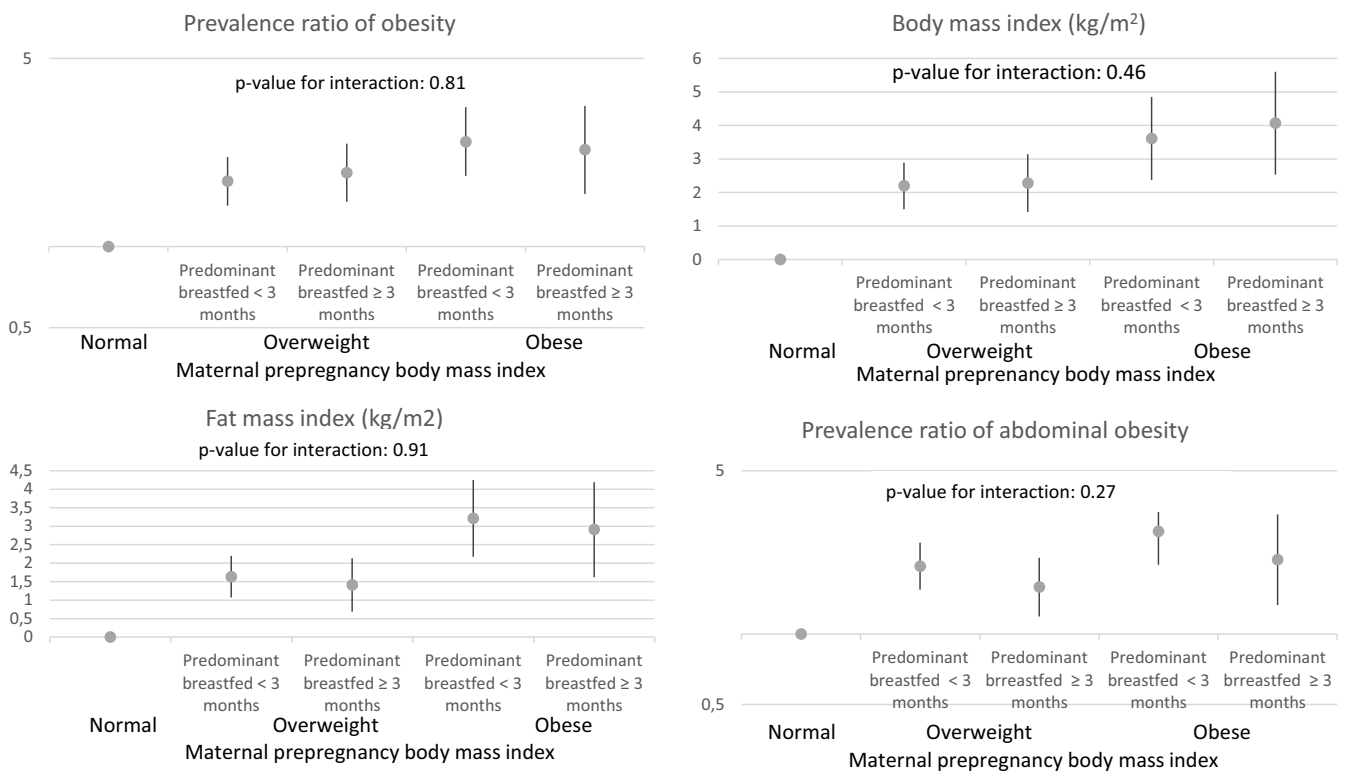 Prevalence ratio of obesity
5
p-value for interaction: 0.81
Predominant Predominant Predominant Predominant
breastfed < 3 breastfed ≥ 3 breastfed < 3 breastfed ≥ 3
months months months months
0,5
Normal Overweight Obese
Maternal prepregnancy body mass index
Body mass index (kg/m²)
6
p-value for interaction: 0.46
5
4
3
2
1
0
Predominant Predominant Predominant Predominant
breastfed < 3 breastfed ≥ 3 breastfed < 3 breastfed ≥ 3
months months months months
Normal Overweight Obese
Maternal preprenancy body mass index
Fat mass index (kg/m2)
p-value for interaction: 0.91
4,5
4
3,5
3
2,5
2
1,5
1
0,5
0
Predominant Predominant Predominant Predominant
breastfed < 3 breastfed ≥ 3 breastfed < 3 breastfed ≥ 3
months months months months
Normal Overweight Obese
Maternal prepregnancy body mass index
Prevalence ratio of abdominal obesity
5
p-value for interaction: 0.27
Predominant Predominant Predominant Predominant
breastfed < 3 breastfed ≥ 3 breastfed < 3 breastfed ≥ 3
months months months months
0,5
Normal Overweight Obese
Maternal prepregnancy body mass index